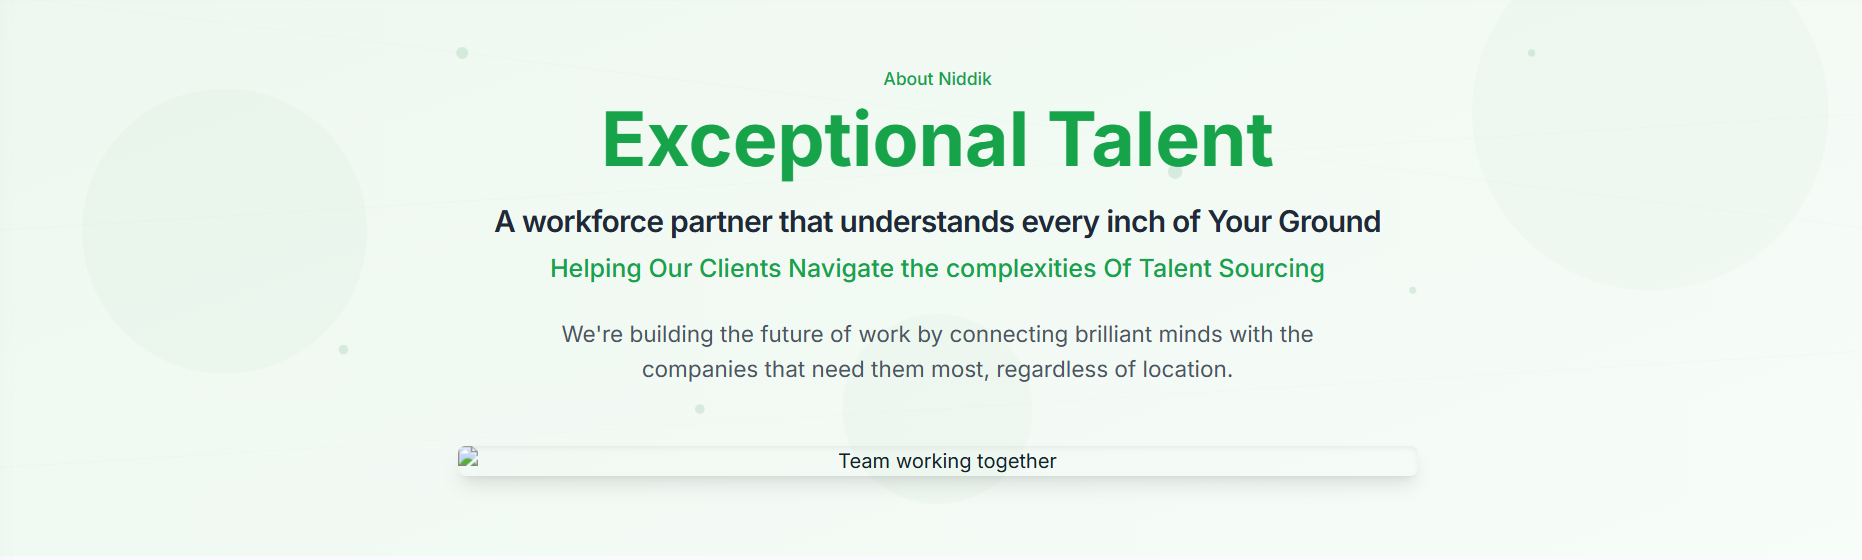 About Niddik
Exceptional Talent
A workforce partner that understands every inch of Your Ground
Helping Our Clients Navigate the complexities Of Talent Sourcing
We're building the future of work by connecting brilliant minds with the
companies that need them most, regardless of location.
Team working together